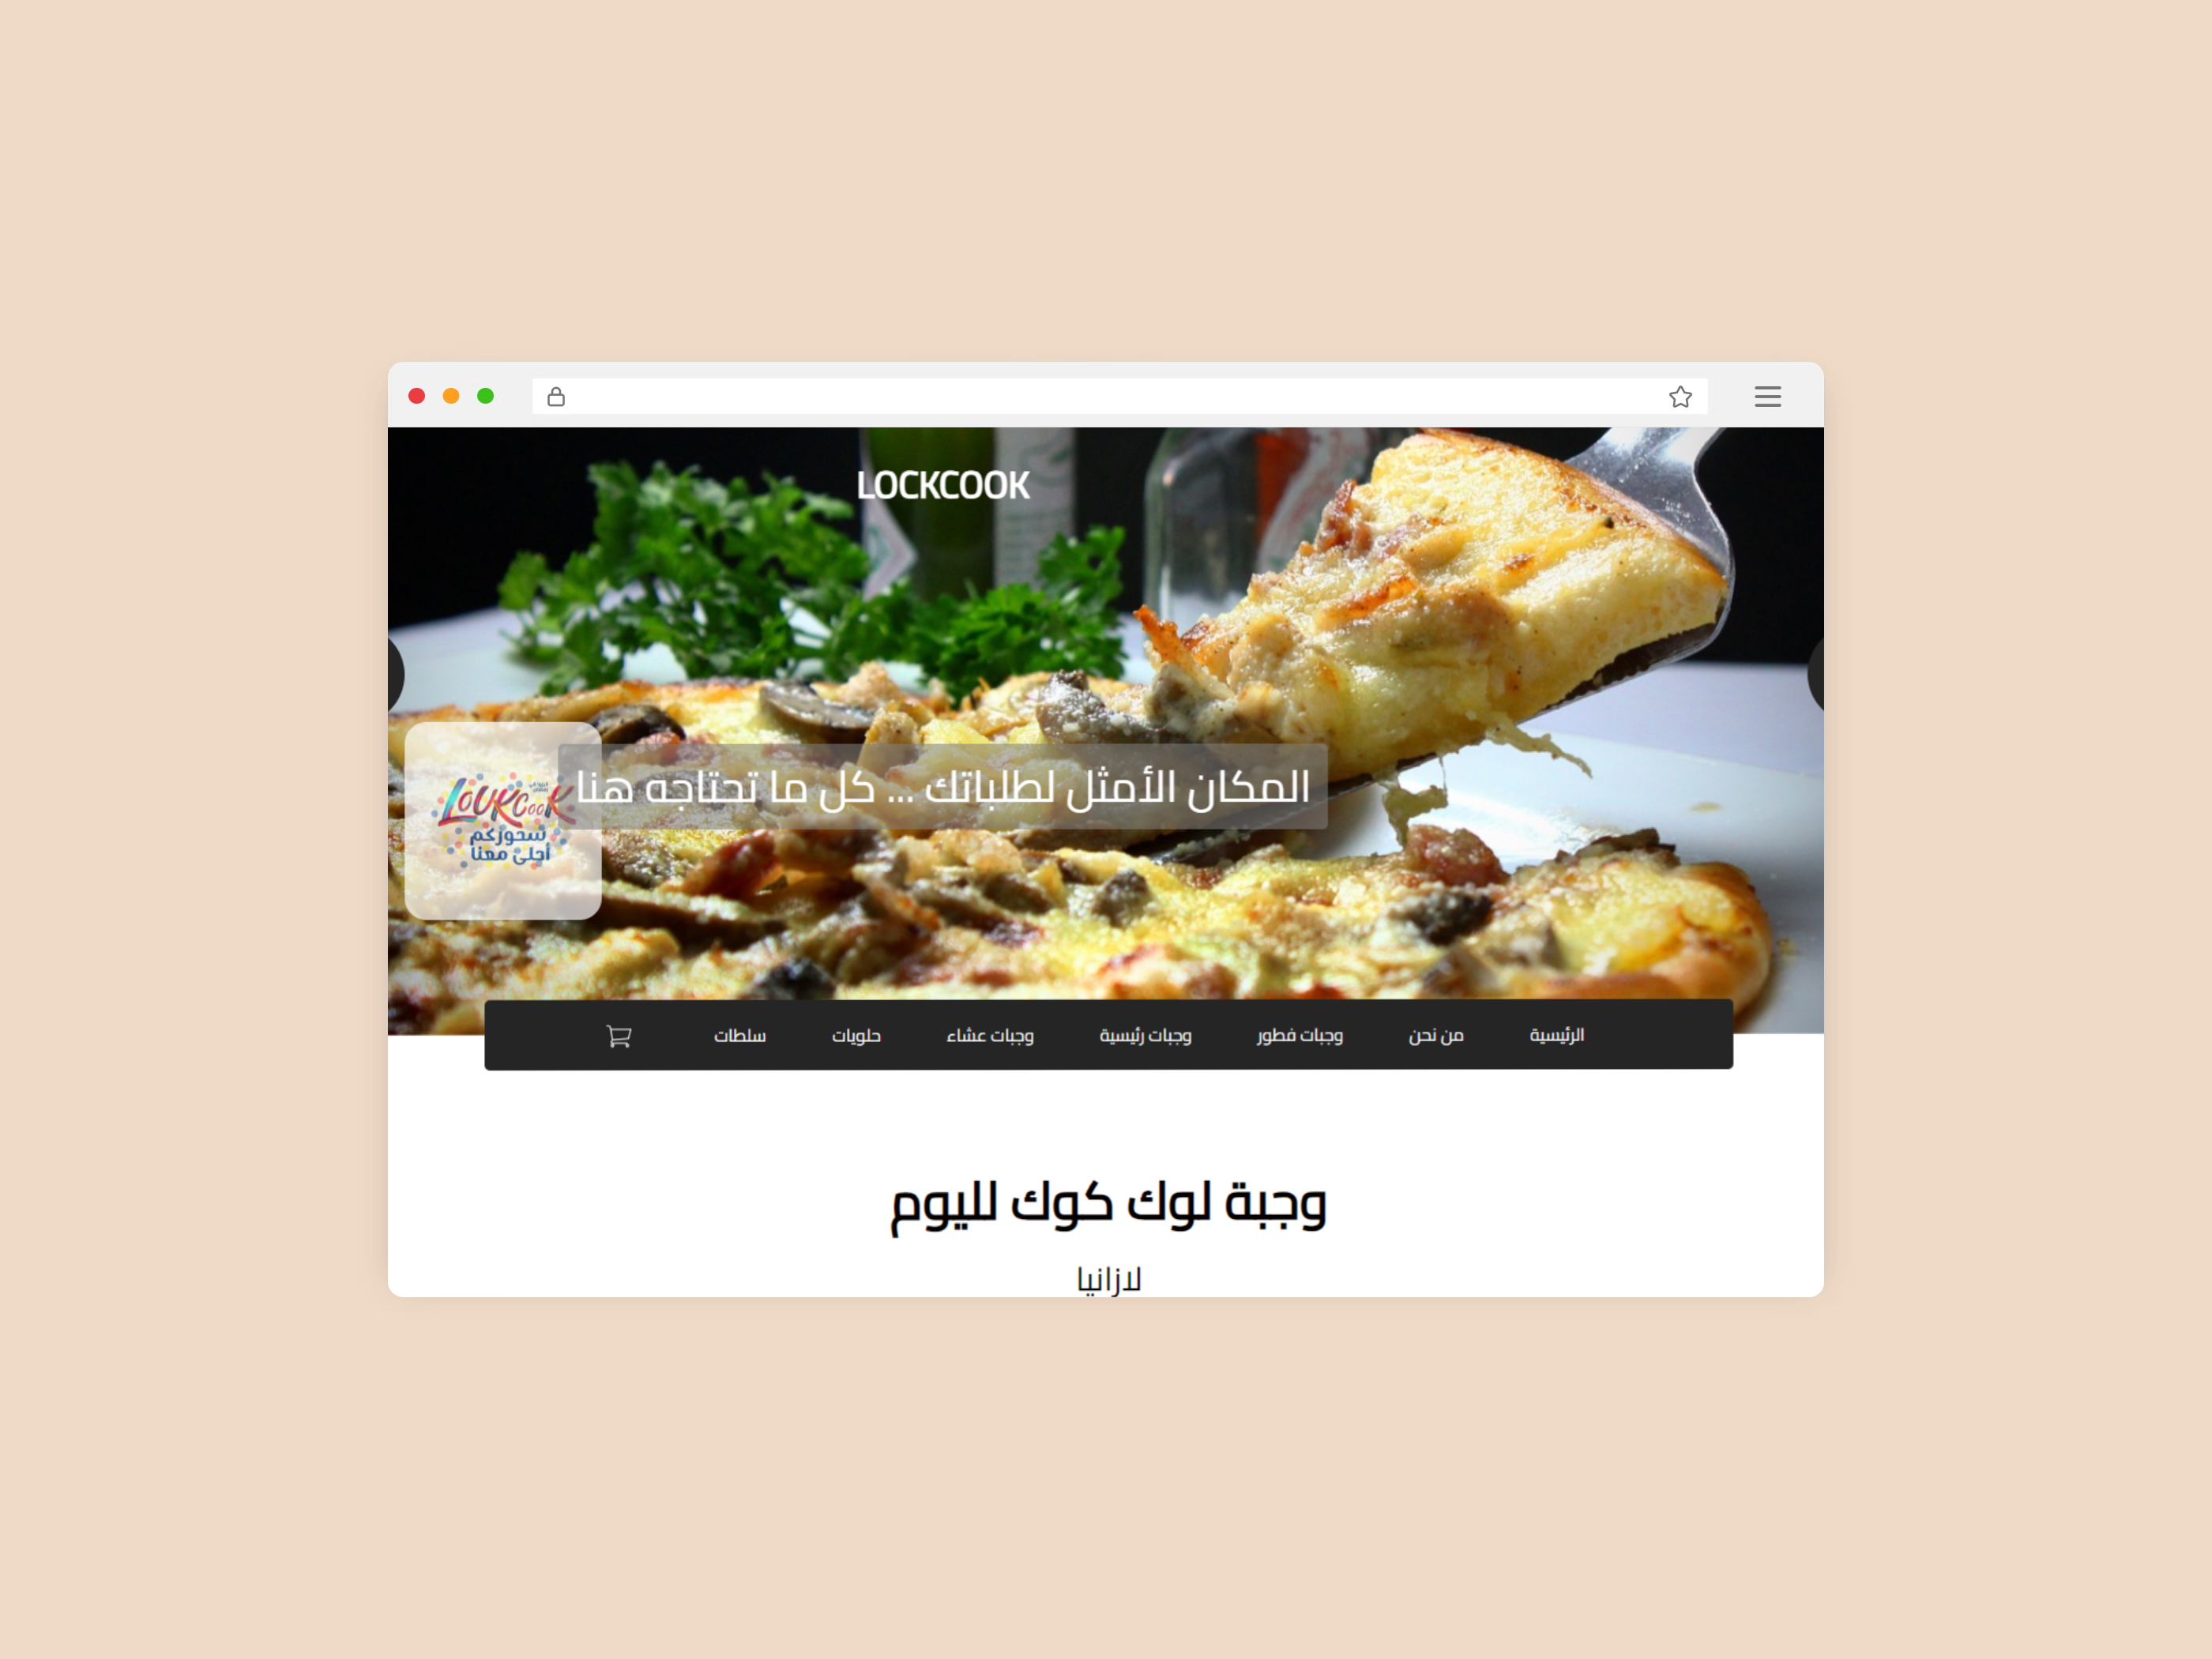 LOCKCOOK
المكان الأمثل لطلباتك ... كل ما تحتاجه هنا
LOUKCOOK
سحوركم
أحلى معنا
الرئيسية من نحن وجبات فطور وجبات رئيسية وجبات عشاء حلويات سلطات
وجبة لوك كوك لليوم
لازانيا